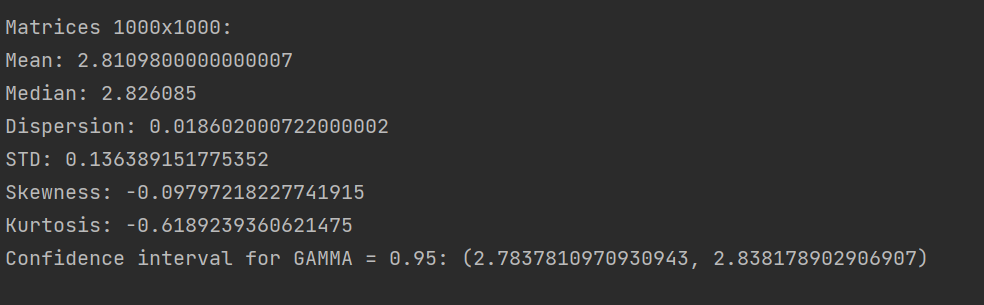 Matrices 1000x1000:
Mean: 2.8109800000000007
Median: 2.826085
Dispersion: 0.018602000722000002
STD: 0.136389151775352
Skewness: -0.09797218227741915
Kurtosis: -0.6189239360621475
Confidence interval for GAMMA = 0.95: (2.7837810970930943, 2.838178902906907)